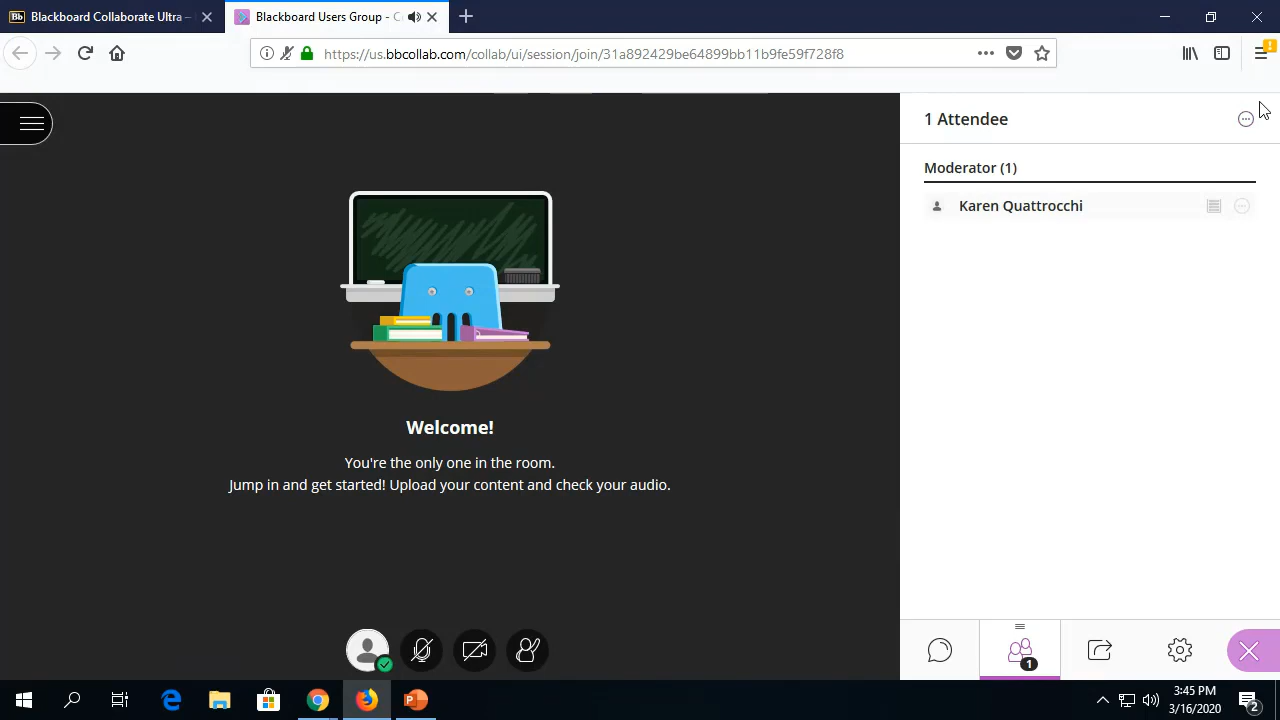 Bb Blackboard Collaborate Ultra –
Blackboard Users Group - C
https://us.bbcollab.com/collab/ui/session/join/31a892429be64899bb11b9fe59f728f8
1 Attendee
Moderator (1)
Karen Quattrocchi
Welcome!
You're the only one in the room.
Jump in and get started! Upload your content and check your audio.
1
3:45 PM
3/16/2020
2